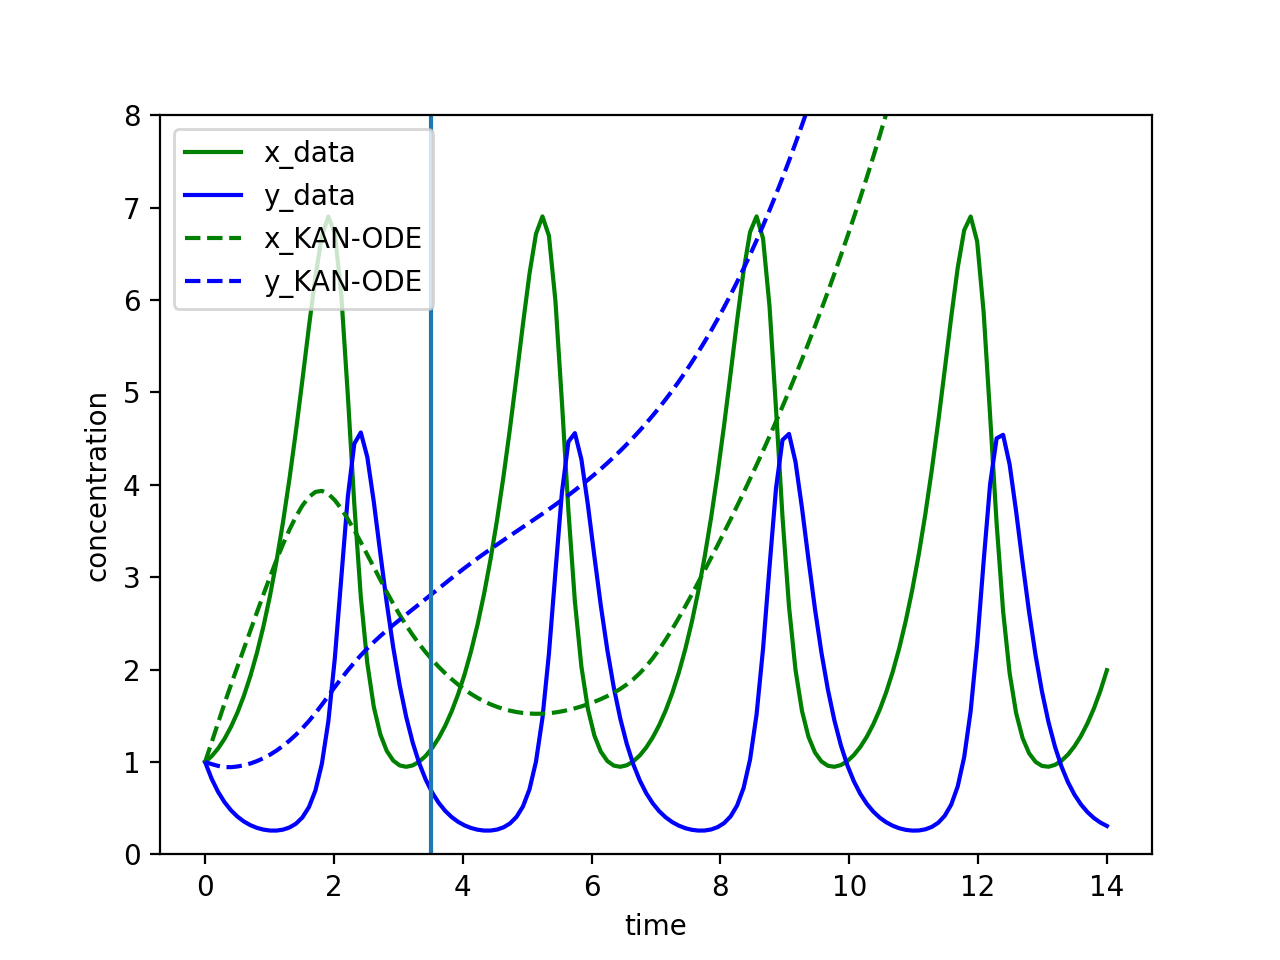 8
7
6
5
4
3
2
1
0
concentration
x_data
y_data
x_KAN-ODE
y_KAN-ODE
0 2 4 6 8 10 12 14
time